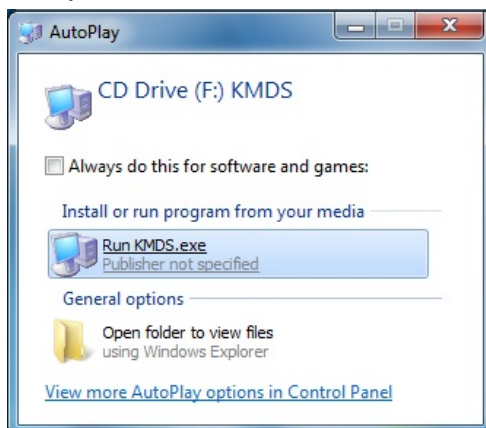 AutoPlay
CD Drive (F:) KMDS
Always do this for software and games:
Install or run program from your media
Run KMDS.exe
Publisher not specified
General options
Open folder to view files
using Windows Explorer
View more AutoPlay options in Control Panel